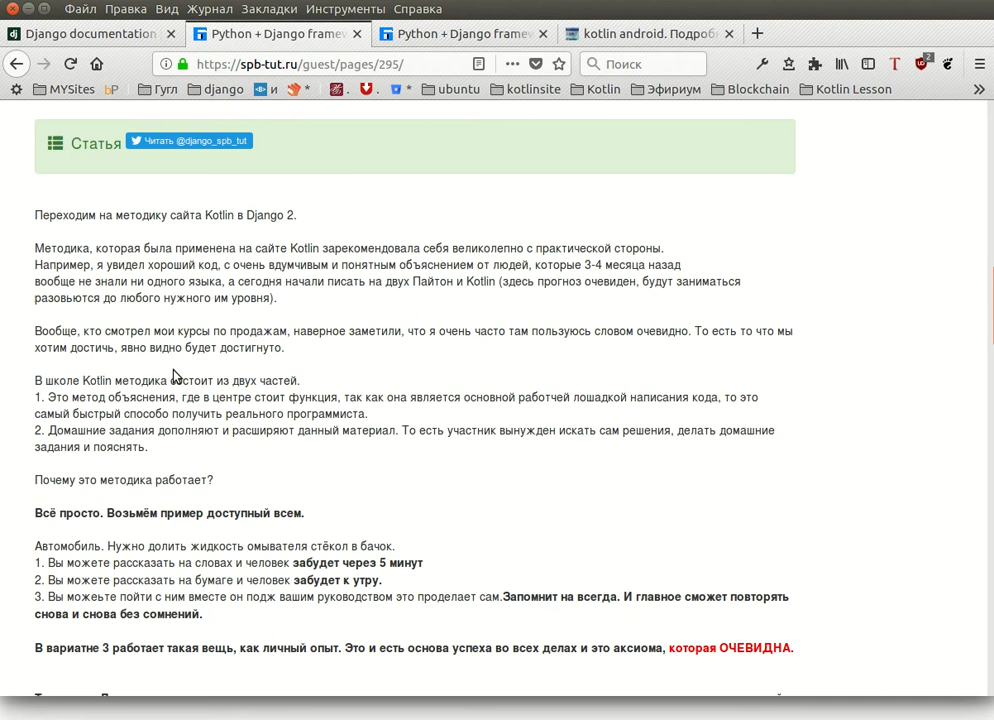 Файл Правка Вид Журнал Закладки Инструменты Справка
Django documentation Python + Django framew Python + Django framew kotlin android. Подробн
https://spb-tut.ru/guest/pages/295/ Поиск
MYSites bP Гугл django и * . . * ubuntu kotlinsite Kotlin Эфириум Blockchain Kotlin Lesson
Статья Читать @django_spb_tut
Переходим на методику сайта Kotlin в Django 2.
Методика, которая была применена на сайте Kotlin зарекомендовала себя великолепно с практической стороны.
Например, я увидел хороший код, с очень вдумчивым и понятным объяснением от людей, которые 3-4 месяца назад
вообще не знали ни одного языка, а сегодня начали писать на двух Пайтон и Kotlin (здесь прогноз очевиден, будут заниматься
разовьются до любого нужного им уровня).
Вообще, кто смотрел мои курсы по продажам, наверное заметили, что я очень часто там пользуюсь словом очевидно. То есть то что мы
хотим достичь, явно видно будет достигнуто.
В школе Kotlin методика состоит из двух частей.
1. Это метод объяснения, где в центре стоит функция, так как она является основной работчей лошадкой написания кода, то это
самый быстрый способо получить реального программиста.
2. Домашние задания дополняют и расширяют данный материал. То есть участник вынужден искать сам решения, делать домашние
задания и пояснять.
Почему это методика работает?
Всё просто. Возьмём пример доступный всем.
Автомобиль. Нужно долить жидкость омывателя стёкол в бачок.
1. Вы можете рассказать на словах и человек забудет через 5 минут
2. Вы можете рассказать на бумаге и человек забудет к утру.
3. Вы можеьте пойти с ним вместе он подж вашим руководством это проделает сам.Запомнит на всегда. И главное сможет повторять
снова и снова без сомнений.
В вариатне 3 работает такая вещь, как личный опыт. Это и есть основа успеха во всех делах и это аксиома, которая ОЧЕВИДНА.